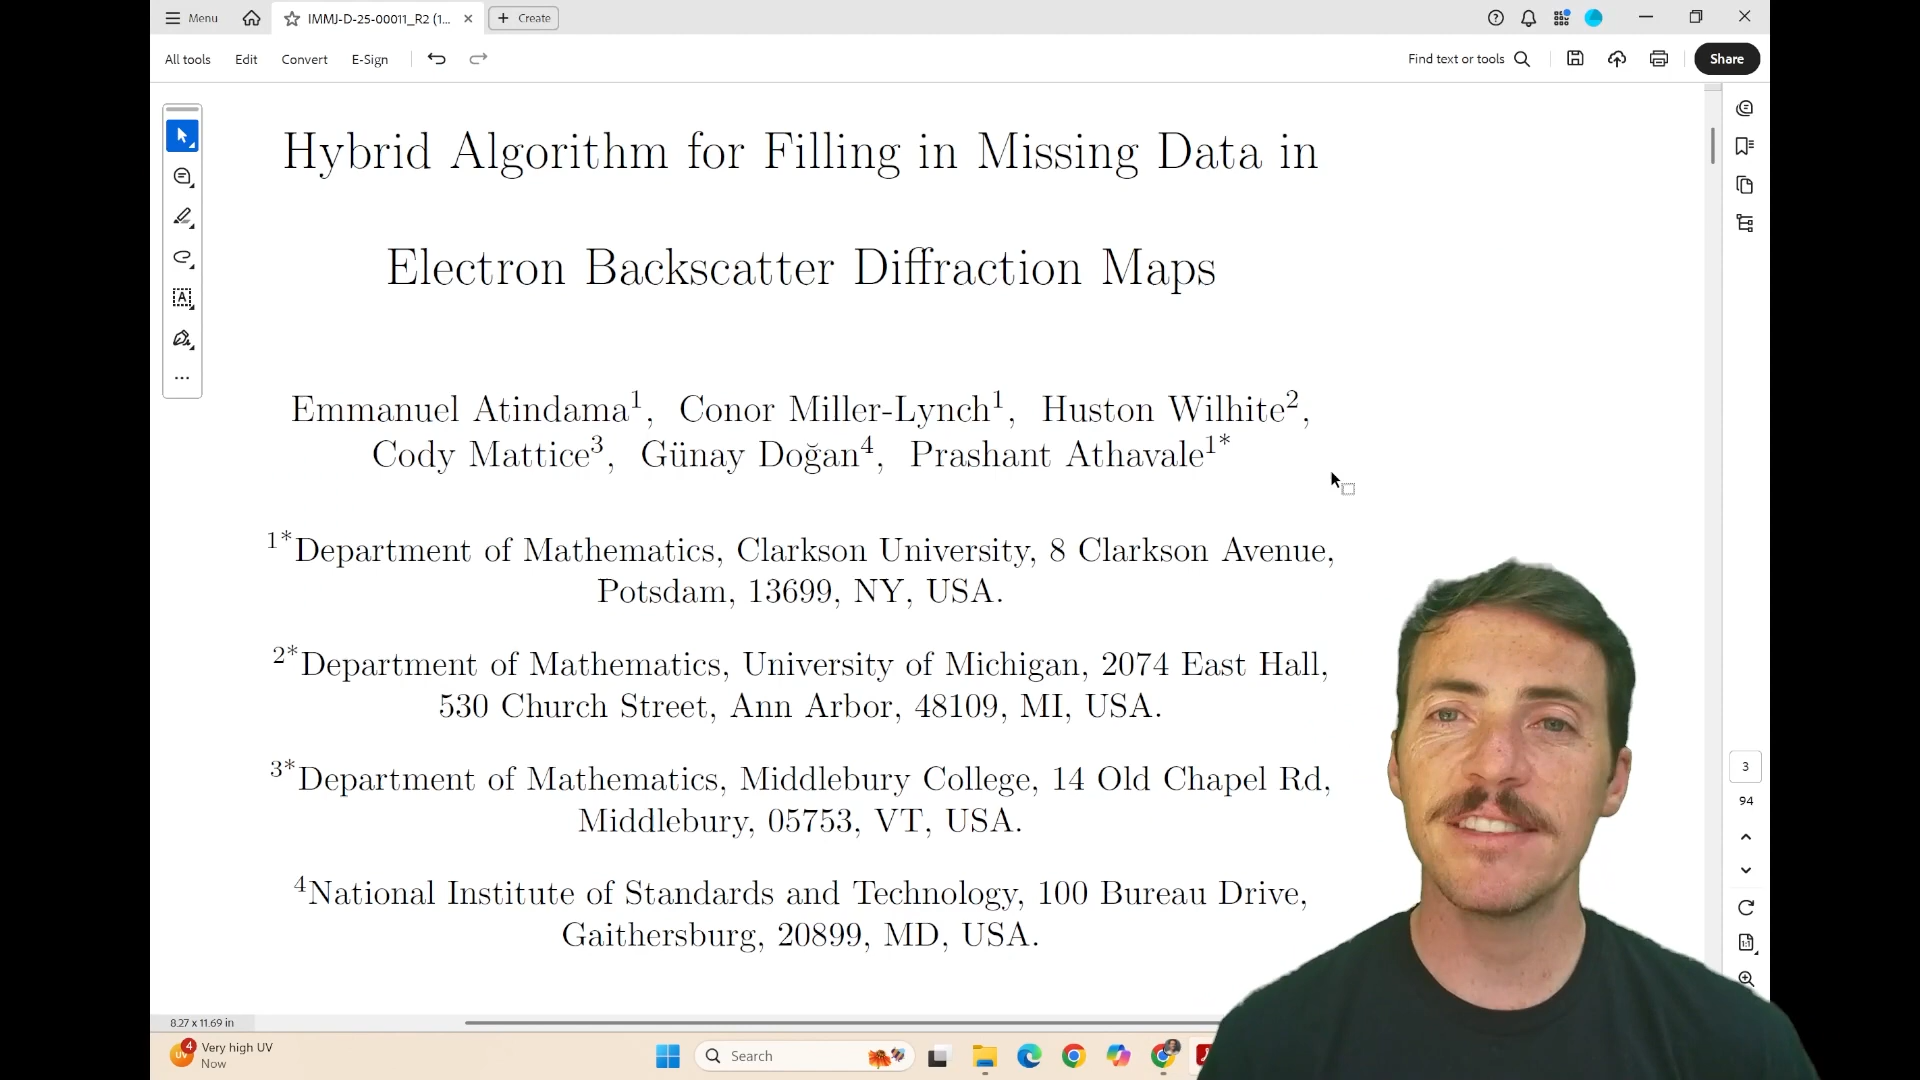 Menu
IMMJ-D-25-00011_R2 (1...
Create
All tools
Edit
Convert
E-Sign
Find text or tools
Share
Hybrid Algorithm for Filling in Missing Data in
Electron Backscatter Diffraction Maps
Emmanuel Atindama1, Conor Miller-Lynch1, Huston Wilhite2,
Cody Mattice3, Günay Doğan4, Prashant Athavale1*
1*Department of Mathematics, Clarkson University, 8 Clarkson Avenue,
Potsdam, 13699, NY, USA.
2*Department of Mathematics, University of Michigan, 2074 East Hall,
530 Church Street, Ann Arbor, 48109, MI, USA.
3*Department of Mathematics, Middlebury College, 14 Old Chapel Rd,
Middlebury, 05753, VT, USA.
4National Institute of Standards and Technology, 100 Bureau Drive,
Gaithersburg, 20899, MD, USA.
3
94
1:1
8.27 x 11.69 in
4
UV
Very high UV
Now
Search